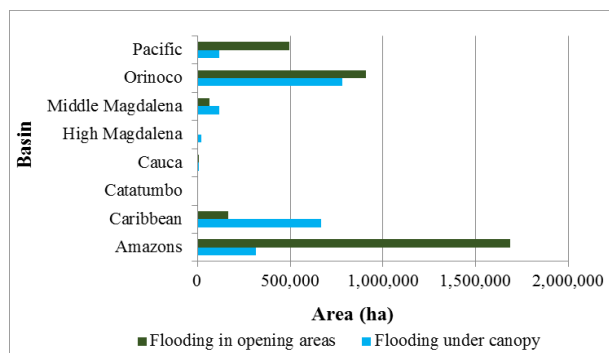 Pacific
Orinoco
Middle Magdalena
High Magdalena
Cauca
Catatumbo
Caribbean
Amazons
Basin
0 500,000 1,000,000 1,500,000 2,000,000
Area (ha)
Flooding in opening areas Flooding under canopy